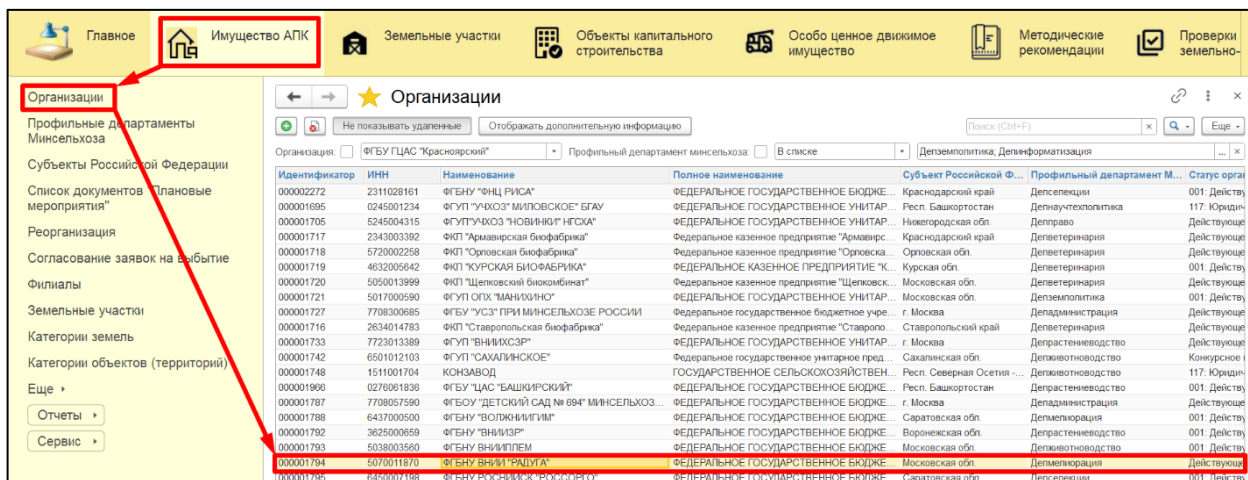 Главное
Имущество АПК
Земельные участки
Объекты капитального
строительства
Особо ценное движимое
имущество
Методические
рекомендации
Проверки
земельно-
Организации
Профильные департаменты
Минсельхоза
Субъекты Российской Федерации
Список документов "Плановые
мероприятия"
Реорганизация
Согласование заявок на выбытие
Филиалы
Земельные участки
Категории земель
Категории объектов (территорий)
Еще
Отчеты
Сервис
Организации
Не показывать удаленные Отображать дополнительную информацию Поиск (Ctrl+F) Еще
Организация: ФГБУ ГЦАС "Красноярский" Профильный департамент минсельхоза: В списке Депземполитика; Депинформатизация
Идентификатор ИНН Наименование Полное наименование Субъект Российской Ф... Профильный департамент М... Статус орган
000002272 2311028161 ФГБНУ "ФНЦ РИСА" ФЕДЕРАЛЬНОЕ ГОСУДАРСТВЕННОЕ БЮДЖЕ... Краснодарский край Депселекции 001: Действу
000001695 0245001234 ФГУП "УЧХОЗ" МИЛОВСКОЕ" БГАУ ФЕДЕРАЛЬНОЕ ГОСУДАРСТВЕННОЕ УНИТАР... Респ. Башкортостан Депнаучтехполитика 117: Юридич
000001705 5245004315 ФГУП"УЧХОЗ "НОВИНКИ" НГСХА" ФЕДЕРАЛЬНОЕ ГОСУДАРСТВЕННОЕ УНИТАР... Нижегородская обл. Депправо Действующе
000001717 2343003392 ФКП "Армавирская биофабрика" Федеральное казенное предприятие "Армавирс... Краснодарский край Депветеринария Действующе
000001718 5720002258 ФКП "Орловская биофабрика" Федеральное казенное предприятие "Орловска... Орловская обл. Депветеринария Действующе
000001719 4632005642 ФКП "КУРСКАЯ БИОФАБРИКА" ФЕДЕРАЛЬНОЕ КАЗЕННОЕ ПРЕДПРИЯТИЕ "К... Курская обл. Депветеринария 001: Действу
000001720 5050013999 ФКП "Щелковский биокомбинат" Федеральное казенное предприятие "Щелковск... Московская обл. Депветеринария Действующе
000001721 5017000590 ФГУП ОПХ "МАНИХИНО" ФЕДЕРАЛЬНОЕ ГОСУДАРСТВЕННОЕ УНИТАР... Московская обл. Депземполитика 001: Действу
000001727 7708300685 ФГБУ "УСЗ" ПРИ МИНСЕЛЬХОЗЕ РОССИИ Федеральное государственное бюджетное учре... г. Москва Депадминистрация Действующе
000001716 2634014783 ФКП "Ставропольская биофабрика" Федеральное казенное предприятие "Ставропо... Ставропольский край Депветеринария Действующе
000001733 7723013389 ФГУП "ВНИИХСЗР" ФЕДЕРАЛЬНОЕ ГОСУДАРСТВЕННОЕ УНИТАР... г. Москва Депрастениеводство Действующе
000001742 6501012103 ФГУП "САХАЛИНСКОЕ" Федеральное государственное унитарное пред... Сахалинская обл. Депживотноводство Конкурсное
000001748 1511001704 КОНЗАВОД ГОСУДАРСТВЕННОЕ СЕЛЬСКОХОЗЯЙСТВЕН... Респ. Северная Осетия -... Депживотноводство 117: Юридич
000001966 0276061836 ФГБУ "ЦАС "БАШКИРСКИЙ" ФЕДЕРАЛЬНОЕ ГОСУДАРСТВЕННОЕ БЮДЖЕ... Респ. Башкортостан Депрастениеводство 001: Действу
000001787 7708057590 ФГБОУ "ДЕТСКИЙ САД № 694" МИНСЕЛЬХОЗ... ФЕДЕРАЛЬНОЕ ГОСУДАРСТВЕННОЕ БЮДЖЕ... г. Москва Депадминистрация Действующе
000001788 6437000500 ФГБНУ "ВОЛЖНИИГИМ" ФЕДЕРАЛЬНОЕ ГОСУДАРСТВЕННОЕ БЮДЖЕ... Саратовская обл. Депмелиорация 001: Действу
000001792 3625000659 ФГБНУ "ВНИИЗР" ФЕДЕРАЛЬНОЕ ГОСУДАРСТВЕННОЕ БЮДЖЕ... Воронежская обл. Депрастениеводство 001: Действу
000001793 5038003560 ФГБНУ ВНИИПЛЕМ ФЕДЕРАЛЬНОЕ ГОСУДАРСТВЕННОЕ БЮДЖЕ... Московская обл. Депживотноводство 001: Действу
000001794 5070011870 ФГБНУ ВНИИ "РАДУГА" ФЕДЕРАЛЬНОЕ ГОСУДАРСТВЕННОЕ БЮДЖЕ... Московская обл. Депмелиорация Действующе
000001795 6450007198 ФГБНУ РОСНИИСК "РОССОРГО" ФЕДЕРАЛЬНОЕ ГОСУДАРСТВЕННОЕ БЮДЖЕ... Саратовская обл. Депселекции 001: Действу